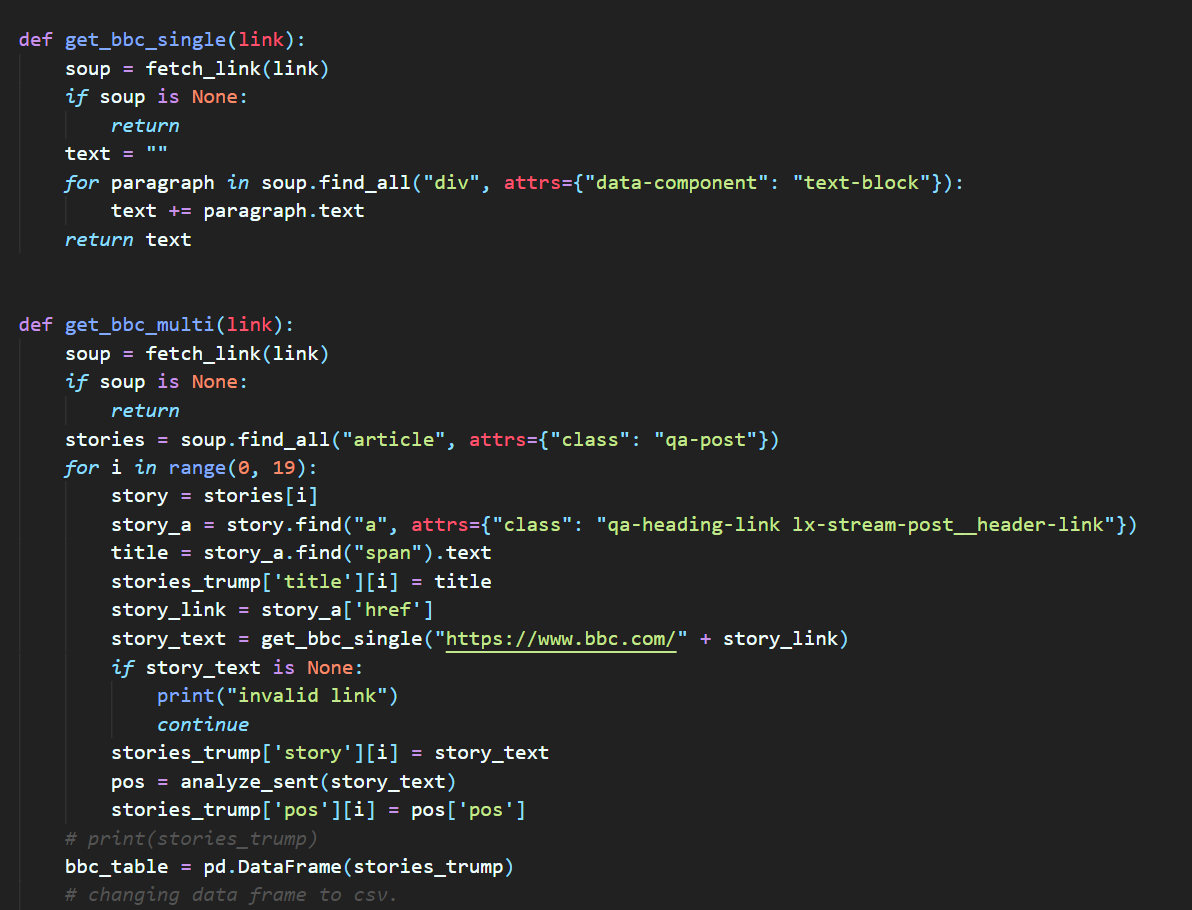 def get_bbc_single(link):
    soup = fetch_link(link)
    if soup is None:
        return
    text = ""
    for paragraph in soup.find_all("div", attrs={"data-component": "text-block"}):
        text += paragraph.text
    return text
def get_bbc_multi(link):
    soup = fetch_link(link)
    if soup is None:
        return
    stories = soup.find_all("article", attrs={"class": "qa-post"})
    for i in range(0, 19):
        story = stories[i]
        story_a = story.find("a", attrs={"class": "qa-heading-link lx-stream-post__header-link"})
        title = story_a.find("span").text
        stories_trump['title'][i] = title
        story_link = story_a['href']
        story_text = get_bbc_single("https://www.bbc.com/" + story_link)
        if story_text is None:
            print("invalid link")
            continue
        stories_trump['story'][i] = story_text
        pos = analyze_sent(story_text)
        stories_trump['pos'][i] = pos['pos']
    # print(stories_trump)
    bbc_table = pd.DataFrame(stories_trump)
    # changing data frame to csv.